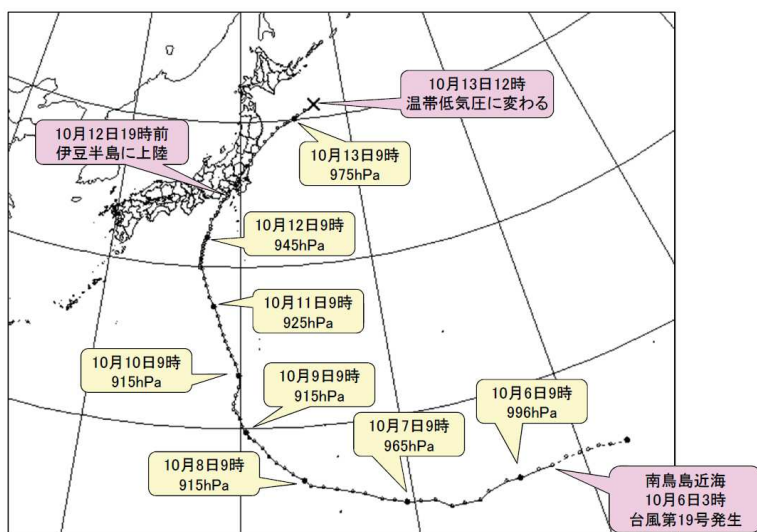 10月13日12時
温帯低気圧に変わる
10月12日19時前
伊豆半島に上陸
10月13日9時
975hPa
10月12日9時
945hPa
10月11日9時
925hPa
10月10日9時
915hPa
10月9日9時
915hPa
10月6日9時
996hPa
10月7日9時
965hPa
10月8日9時
915hPa
南鳥島近海
10月6日3時
台風第19号発生